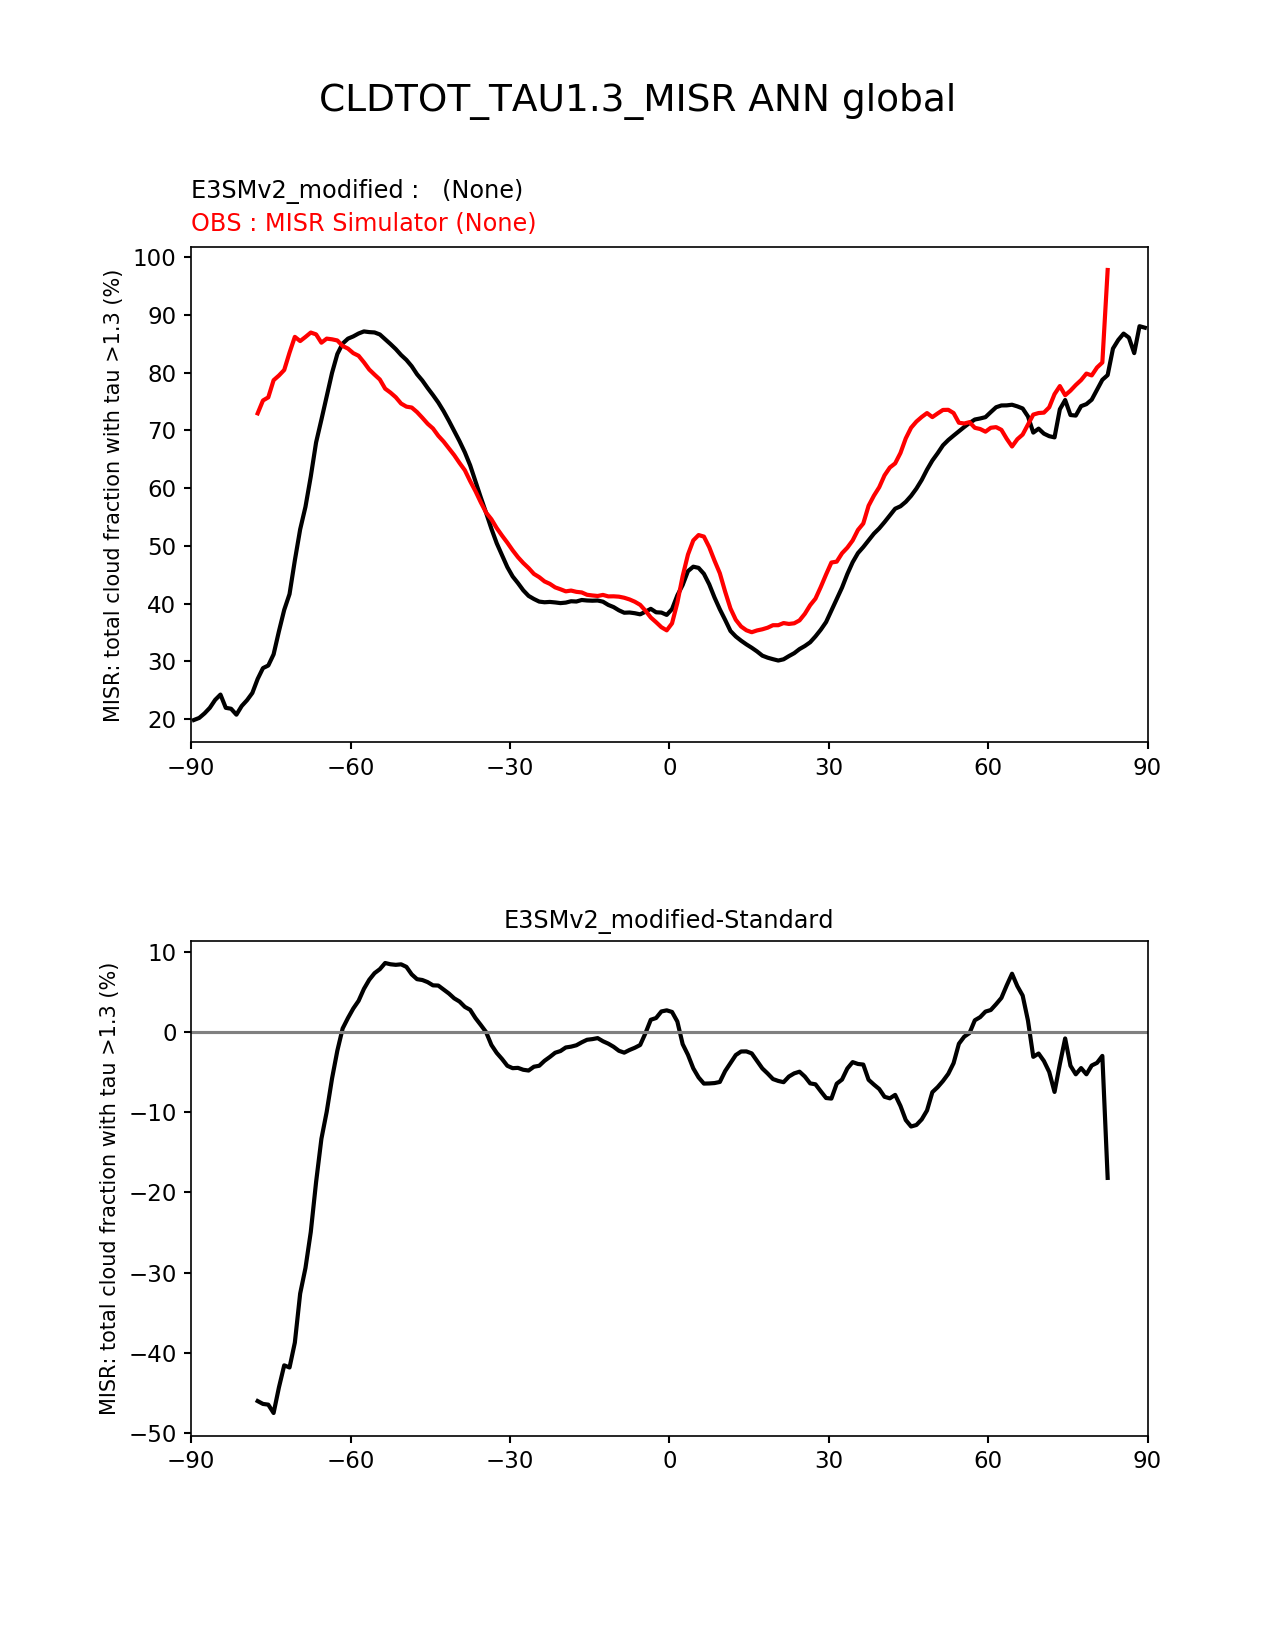 CLDTOT_TAU1.3_MISR ANN global
E3SMv2_modified :   (None)
OBS : MISR Simulator (None)
MISR: total cloud fraction with tau >1.3 (%)
100
90
80
70
60
50
40
30
20
−90 −60 −30 0 30 60 90
E3SMv2_modified-Standard
MISR: total cloud fraction with tau >1.3 (%)
10
0
−10
−20
−30
−40
−50
−90 −60 −30 0 30 60 90